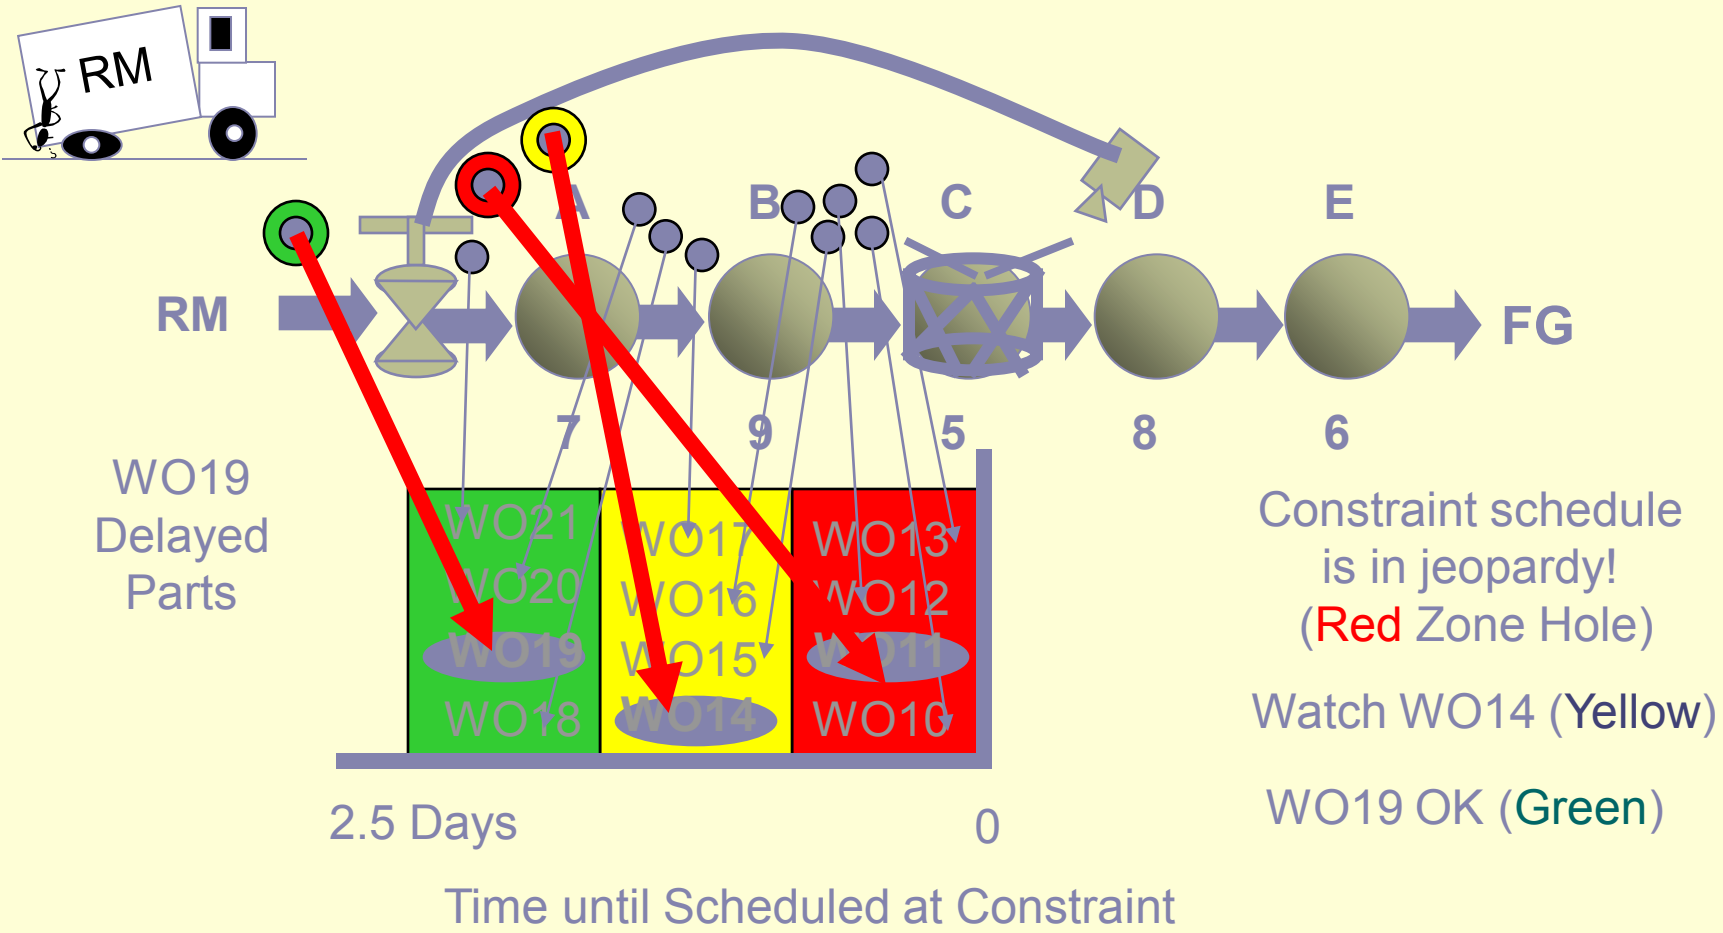 RM
A B C D E
RM
FG
7 9 5 8 6
WO19
Delayed
Parts
WO21
WO20
WO19
WO18
WO17
WO16
WO15
WO14
WO13
WO12
WO11
WO10
Constraint schedule
is in jeopardy!
(Red Zone Hole)
Watch WO14 (Yellow)
WO19 OK (Green)
2.5 Days
0
Time until Scheduled at Constraint